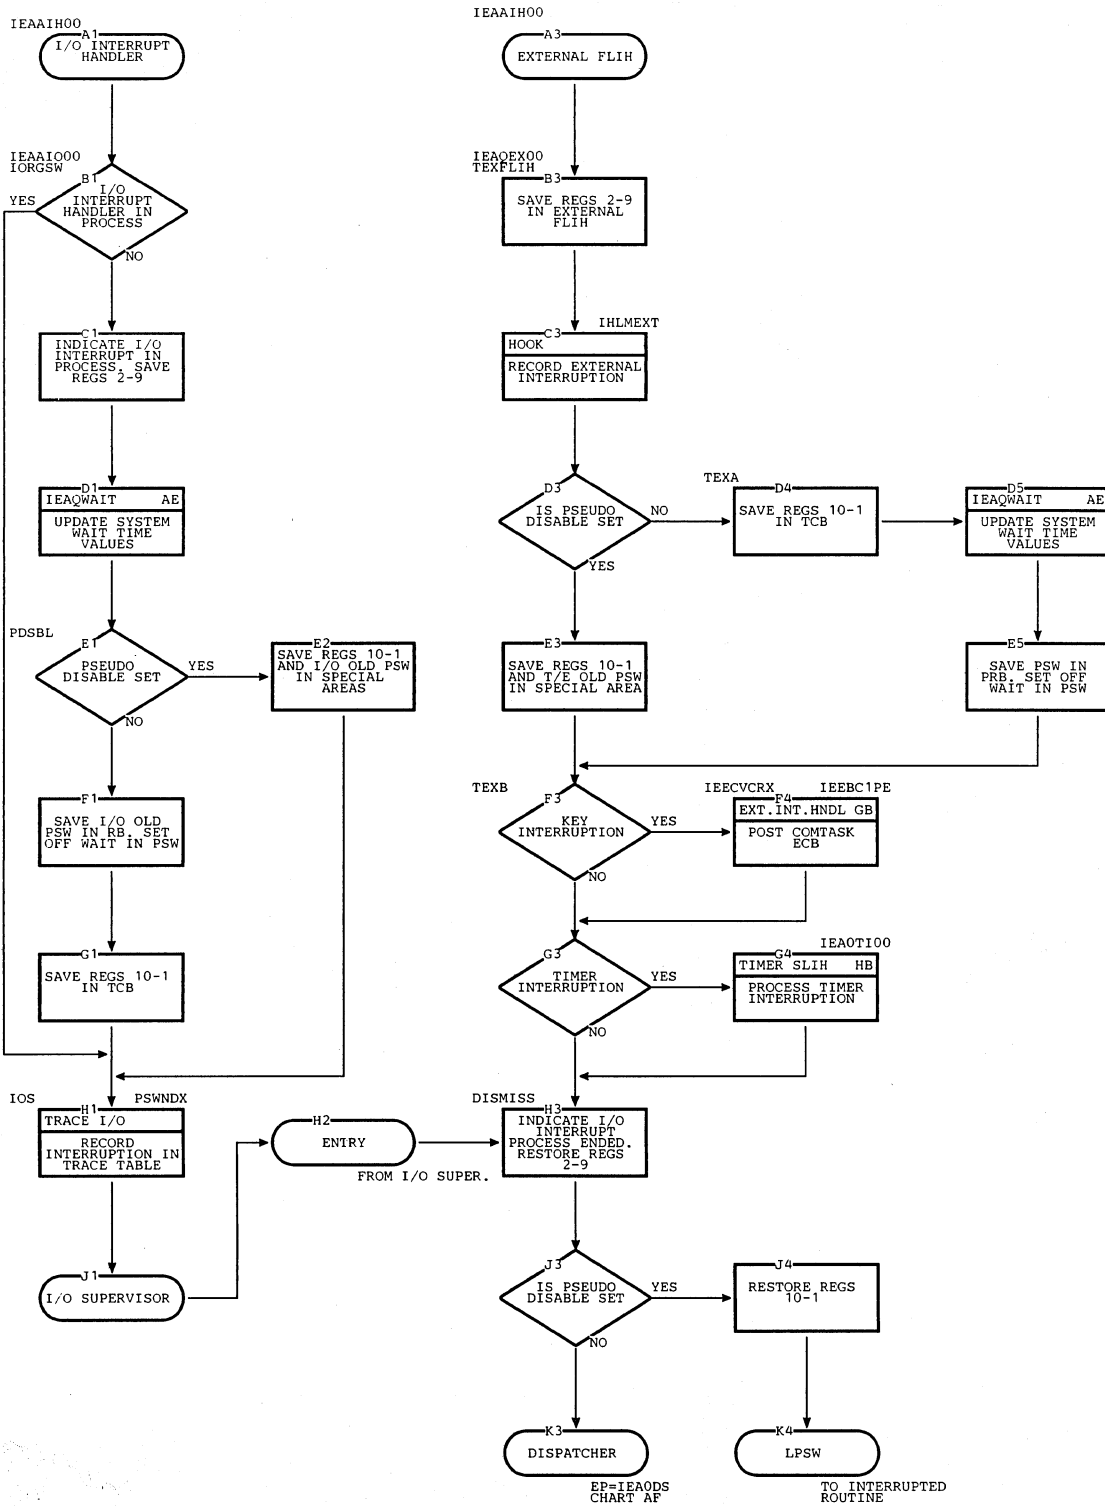 IEAAIH00
A1
I/O INTERRUPT
HANDLER
IEAAIO00
IORGSW
B1
I/O
INTERRUPT
HANDLER IN
PROCESS
YES
NO
C1
INDICATE I/O
INTERRUPT IN
PROCESS. SAVE
REGS 2-9
D1
IEAQWAIT AE
UPDATE SYSTEM
WAIT TIME
VALUES
PDSBL
E1
PSEUDO
DISABLE SET
YES
NO
E2
SAVE REGS 10-1
AND I/O OLD PSW
IN SPECIAL
AREAS
F1
SAVE I/O OLD
PSW IN RB. SET
OFF WAIT IN PSW
G1
SAVE REGS 10-1
IN TCB
IOS PSWNDX
H1
TRACE I/O
RECORD
INTERRUPTION IN
TRACE TABLE
J1
I/O SUPERVISOR
H2
ENTRY
FROM I/O SUPER.
IEAAIH00
A3
EXTERNAL FLIH
IEAQEX00
TEXFLIH
B3
SAVE REGS 2-9
IN EXTERNAL
FLIH
IHLMEXT
C3
HOOK
RECORD EXTERNAL
INTERRUPTION
D3
IS PSEUDO
DISABLE SET
NO
YES
TEXA
D4
SAVE REGS 10-1
IN TCB
D5
IEAQWAIT AE
UPDATE SYSTEM
WAIT TIME
VALUES
E3
SAVE REGS 10-1
AND T/E OLD PSW
IN SPECIAL AREA
E5
SAVE PSW IN
PRB. SET OFF
WAIT IN PSW
TEXB
F3
KEY
INTERRUPTION
YES
NO
IEECVCRX IEEBC1PE
F4
EXT.INT.HNDL GB
POST COMTASK
ECB
G3
TIMER
INTERRUPTION
YES
NO
IEA0TI00
G4
TIMER SLIH HB
PROCESS TIMER
INTERRUPTION
DISMISS
H3
INDICATE I/O
INTERRUPT
PROCESS ENDED.
RESTORE REGS
2-9
J3
IS PSEUDO
DISABLE SET
YES
NO
J4
RESTORE REGS
10-1
K3
DISPATCHER
EP=IEA0DS
CHART AF
K4
LPSW
TO INTERRUPTED
ROUTINE